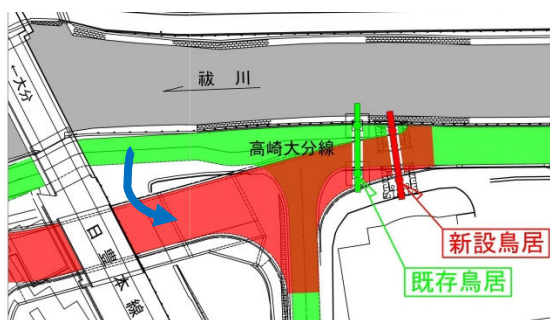 ←大分
祓川
高崎大分線
日豊本線
新設鳥居
既存鳥居